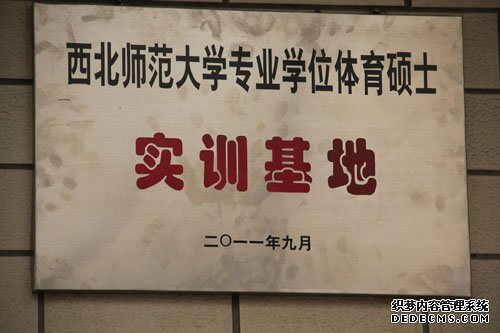 西北师范大学专业学位体育硕士
实训基地
二〇一一年九月
织梦内容管理系统
DEDECMS.COM